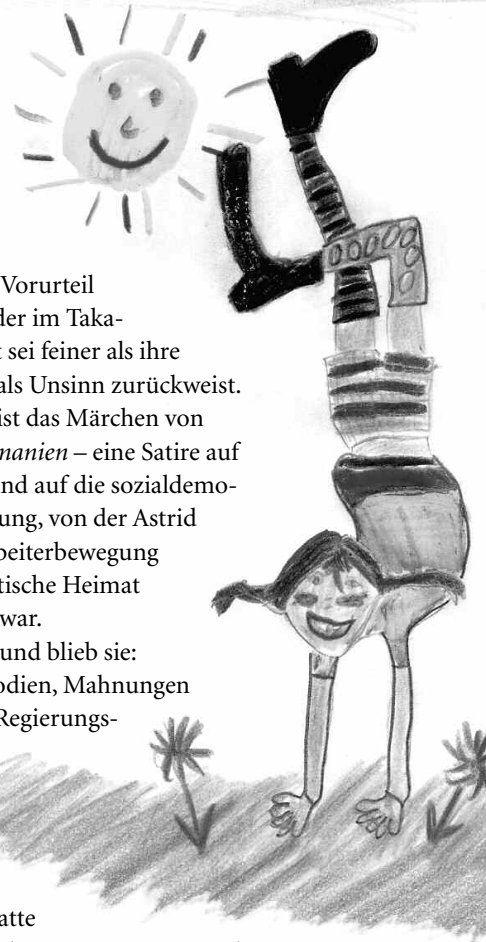 Vorurteil
der im Taka-
sei feiner als ihre
als Unsinn zurückweist.
ist das Märchen von
manien – eine Satire auf
nd auf die sozialdemo-
ung, von der Astrid
beiterbewegung
tische Heimat
war.
und blieb sie:
odien, Mahnungen
Regierungs-
atte